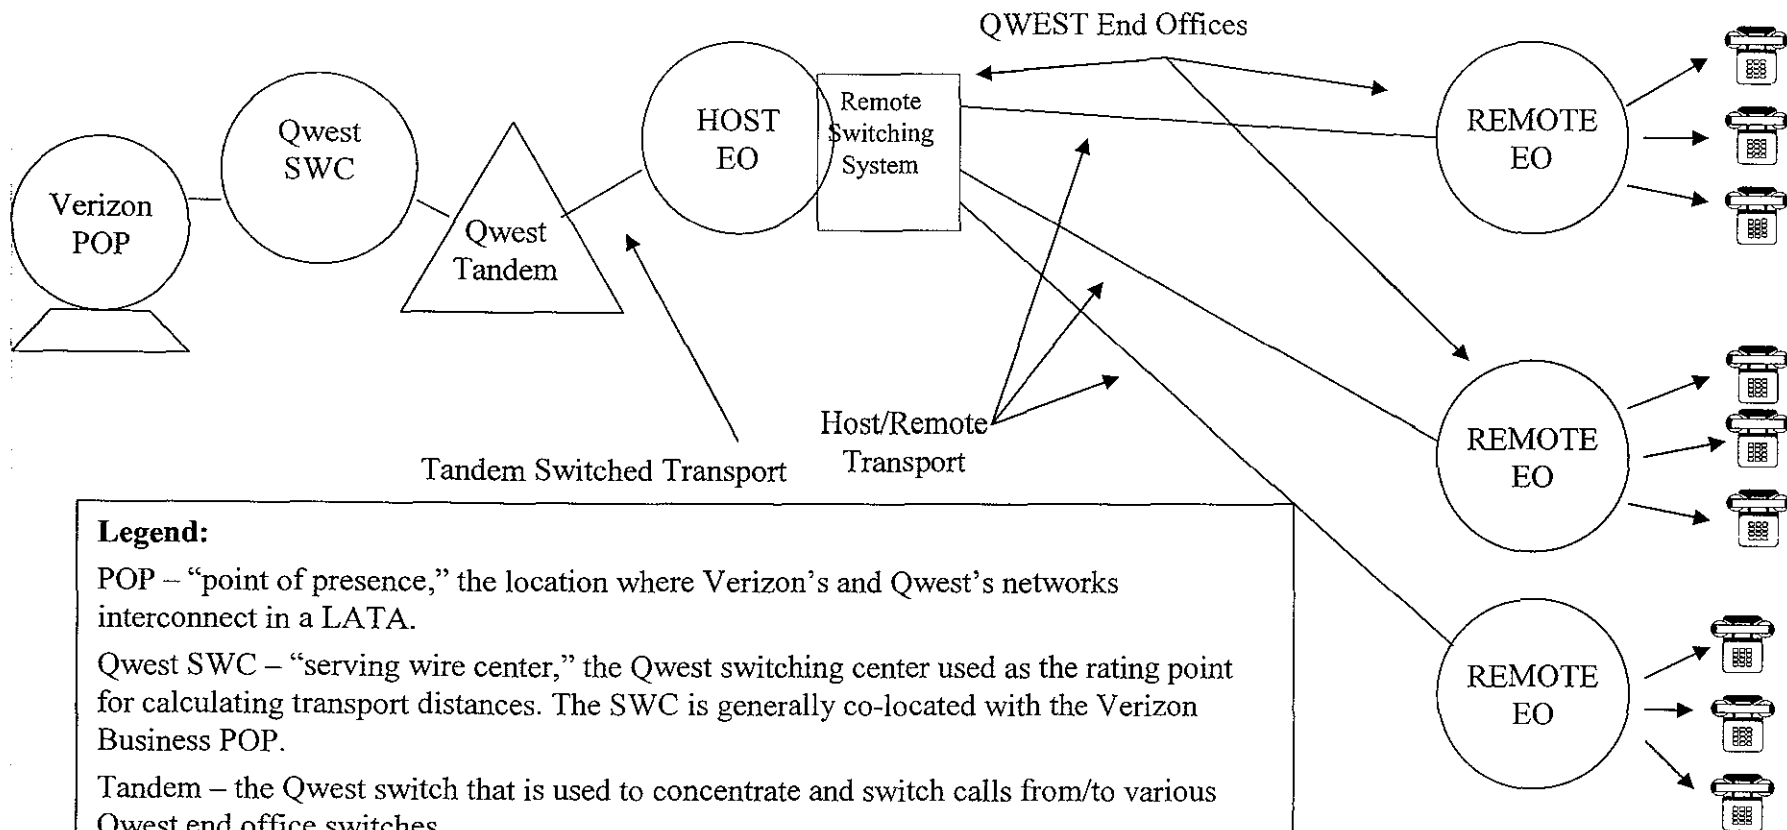 QWEST End Offices
Verizon
POP
Qwest
SWC
Qwest
Tandem
HOST
EO
Remote
Switching
System
REMOTE
EO
REMOTE
EO
REMOTE
EO
Tandem Switched Transport
Host/Remote
Transport
Legend:
POP – “point of presence,” the location where Verizon’s and Qwest’s networks
interconnect in a LATA.
Qwest SWC – “serving wire center,” the Qwest switching center used as the rating point
for calculating transport distances. The SWC is generally co-located with the Verizon
Business POP.
Tandem – the Qwest switch that is used to concentrate and switch calls from/to various
Qwest end office switches